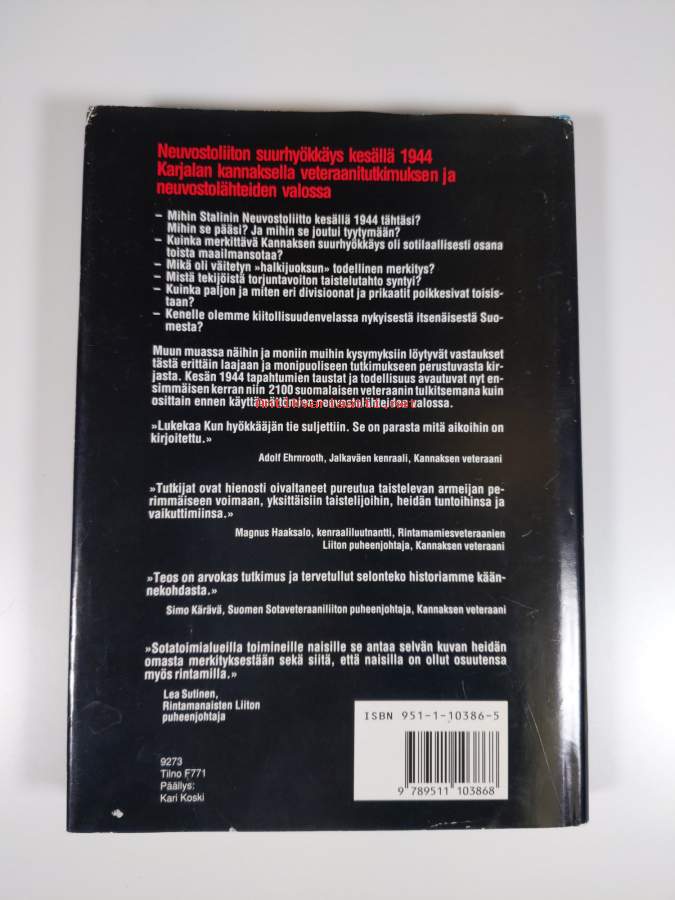 Neuvostoliiton suurhyökkäys kesällä 1944
Karjalan kannaksella veteraanitutkimuksen ja
neuvostolähteiden valossa
– Mihin Stalinin Neuvostoliitto kesällä 1944 tähtäsi?
Mihin se pääsi? Ja mihin se joutui tyytymään?
– Kuinka merkittävä Kannaksen suurhyökkäys oli sotilaallisesti osana
toista maailmansotaa?
– Mikä oli väitetyn »halkijuoksun» todellinen merkitys?
– Mistä tekijöistä torjuntavoiton taistelutahto syntyi?
– Kuinka paljon ja miten eri divisioonat ja prikaatit poikkesivat toisis-
taan?
– Kenelle olemme kiitollisuudenvelassa nykyisestä itsenäisestä Suo-
mesta?
Muun muassa näihin ja moniin muihin kysymyksiin löytyvät vastaukset
tästä erittäin laajaan ja monipuoliseen tutkimukseen perustuvasta kir-
jasta. Kesän 1944 tapahtumien taustat ja todellisuus avautuvat nyt en-
simmäisen kerran niin 2100 suomalaisen veteraanin tulkitsemana kuin
osittain ennen käyttämättömien neuvostolähteiden valossa.
»Lukekaa Kun hyökkääjän tie suljettiin. Se on parasta mitä aikoihin on
kirjoitettu.»
Adolf Ehrnrooth, Jalkaväen kenraali, Kannaksen veteraani
»Tutkijat ovat hienosti oivaltaneet pureutua taistelevan armeijan pe-
rimmäiseen voimaan, yksittäisiin taistelijoihin, heidän tuntoihinsa ja
vaikuttimiinsa.»
Magnus Haaksalo, kenraaliluutnantti, Rintamamiesveteraanien
Liiton puheenjohtaja, Kannaksen veteraani
»Teos on arvokas tutkimus ja tervetullut selonteko historiamme kään-
nekohdasta.»
Simo Kärävä, Suomen Sotaveteraaniliiton puheenjohtaja, Kannaksen veteraani
»Sotatoimialueilla toimineille naisille se antaa selvän kuvan heidän
omasta merkityksestään sekä siitä, että naisilla on ollut osuutensa
myös rintamilla.»
Lea Sutinen,
Rintamanaisten Liiton
puheenjohtaja
ISBN 951-1-10386-5
9 789511 103868
9273
Tilno F771
Päällys:
Kari Koski